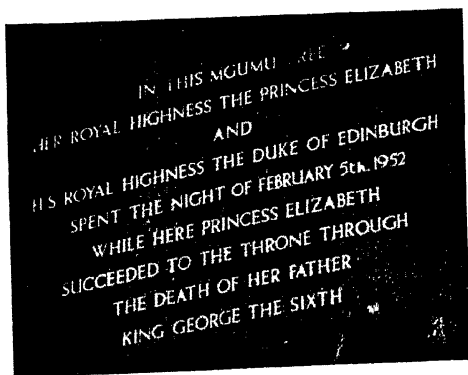 IN THIS MGUMU TREE
HER ROYAL HIGHNESS THE PRINCESS ELIZABETH
AND
HIS ROYAL HIGHNESS THE DUKE OF EDINBURGH
SPENT THE NIGHT OF FEBRUARY 5th. 1952
WHILE HERE PRINCESS ELIZABETH
SUCCEEDED TO THE THRONE THROUGH
THE DEATH OF HER FATHER
KING GEORGE THE SIXTH